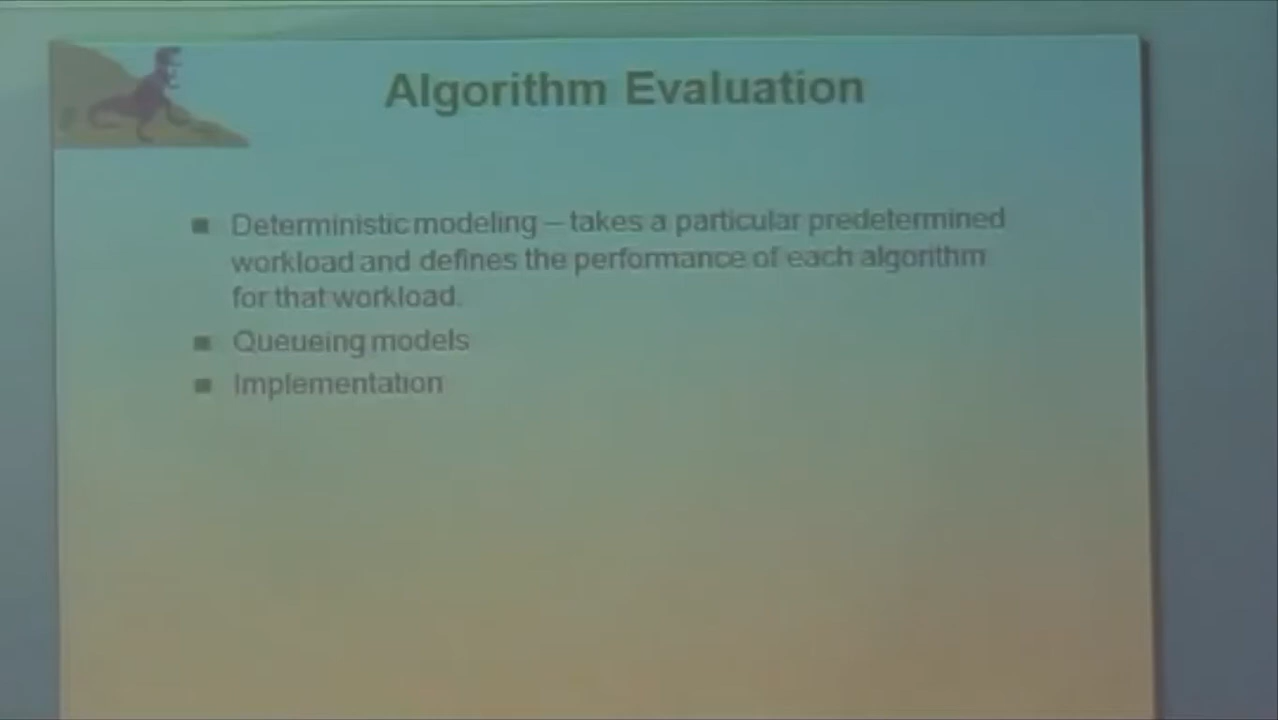 Algorithm Evaluation
Deterministic modeling – takes a particular predetermined
workload and defines the performance of each algorithm
for that workload.
Queueing models
Implementation